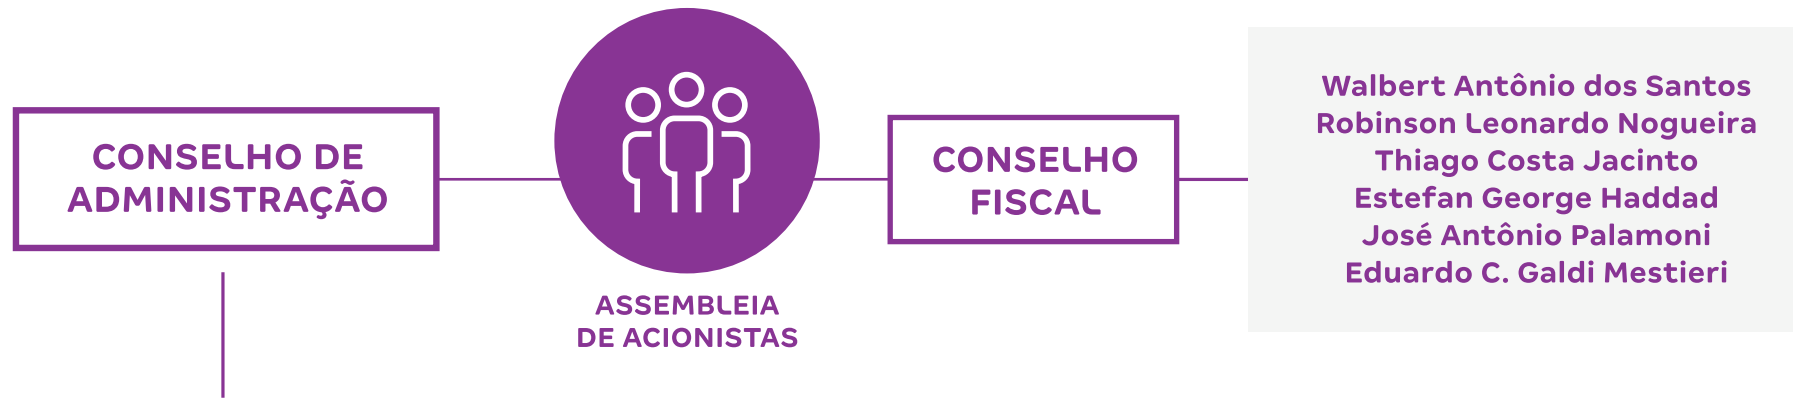 CONSELHO DE
ADMINISTRAÇÃO
ASSEMBLEIA
DE ACIONISTAS
CONSELHO
FISCAL
Walbert Antônio dos Santos
Robinson Leonardo Nogueira
Thiago Costa Jacinto
Estefan George Haddad
José Antônio Palamoni
Eduardo C. Galdi Mestieri